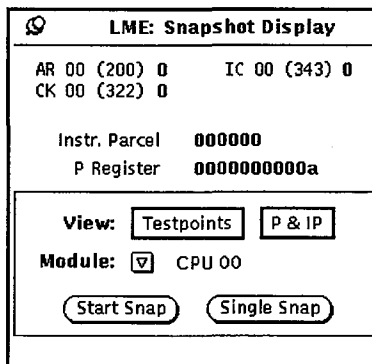 LME: Snapshot Display
AR 00 (200) 0 IC 00 (343) 0
CK 00 (322) 0
Instr. Parcel 000000
P Register 0000000000a
View: Testpoints P & IP
Module: CPU 00
Start Snap Single Snap